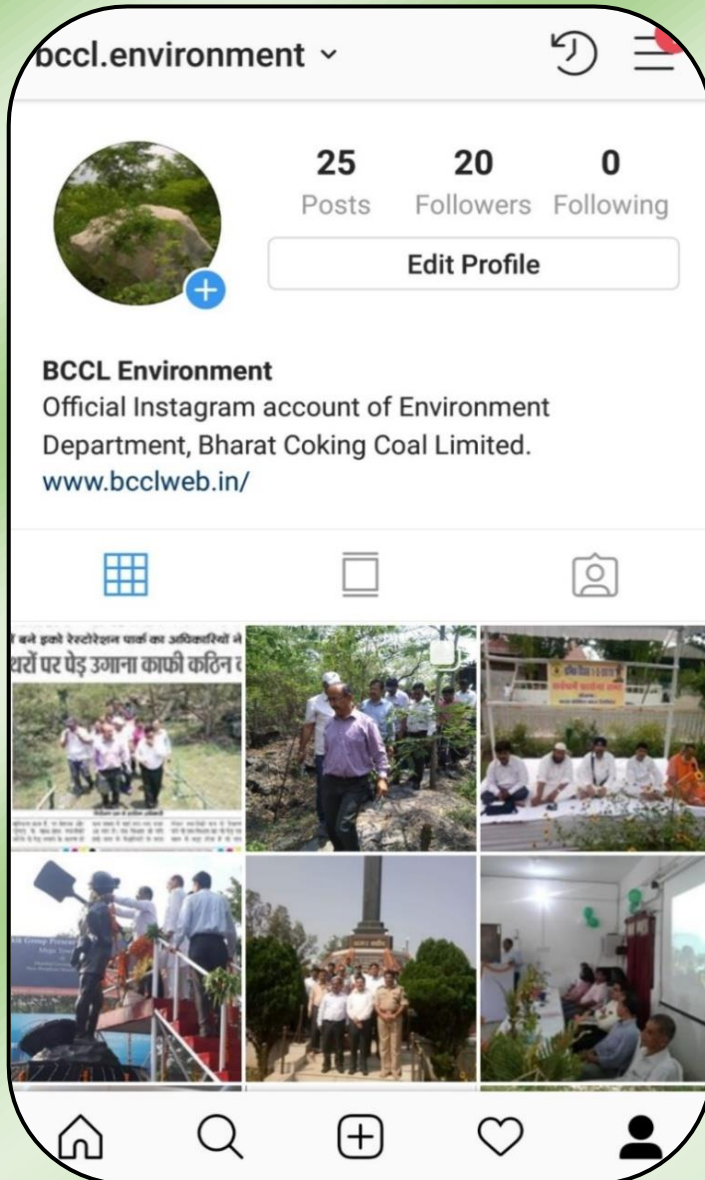 bccl.environment
25
20
0
Posts
Followers
Following
Edit Profile
BCCL Environment
Official Instagram account of Environment
Department, Bharat Coking Coal Limited.
www.bcclweb.in/
बने इको रेस्टोरेशन पार्क का अधिकारियों ने
थरों पर पेड़ उगाना काफी कठिन